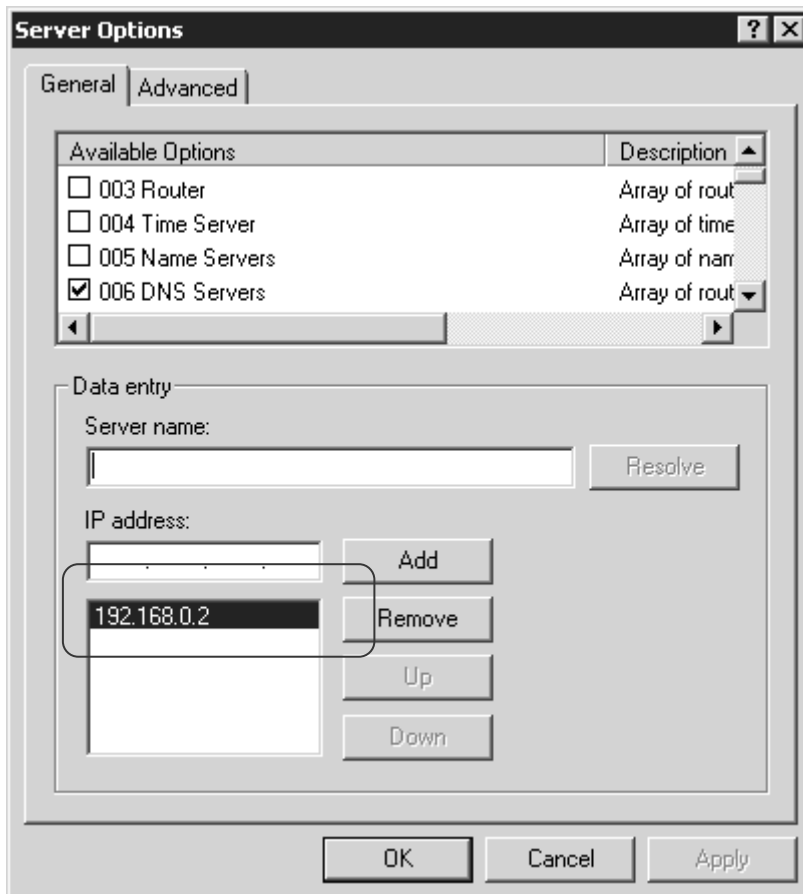 Server Options
General Advanced
Available Options Description
003 Router Array of rout
004 Time Server Array of time
005 Name Servers Array of nam
006 DNS Servers Array of rout
Data entry
Server name:
Resolve
IP address:
. . . Add
192.168.0.2 Remove
Up
Down
OK Cancel Apply